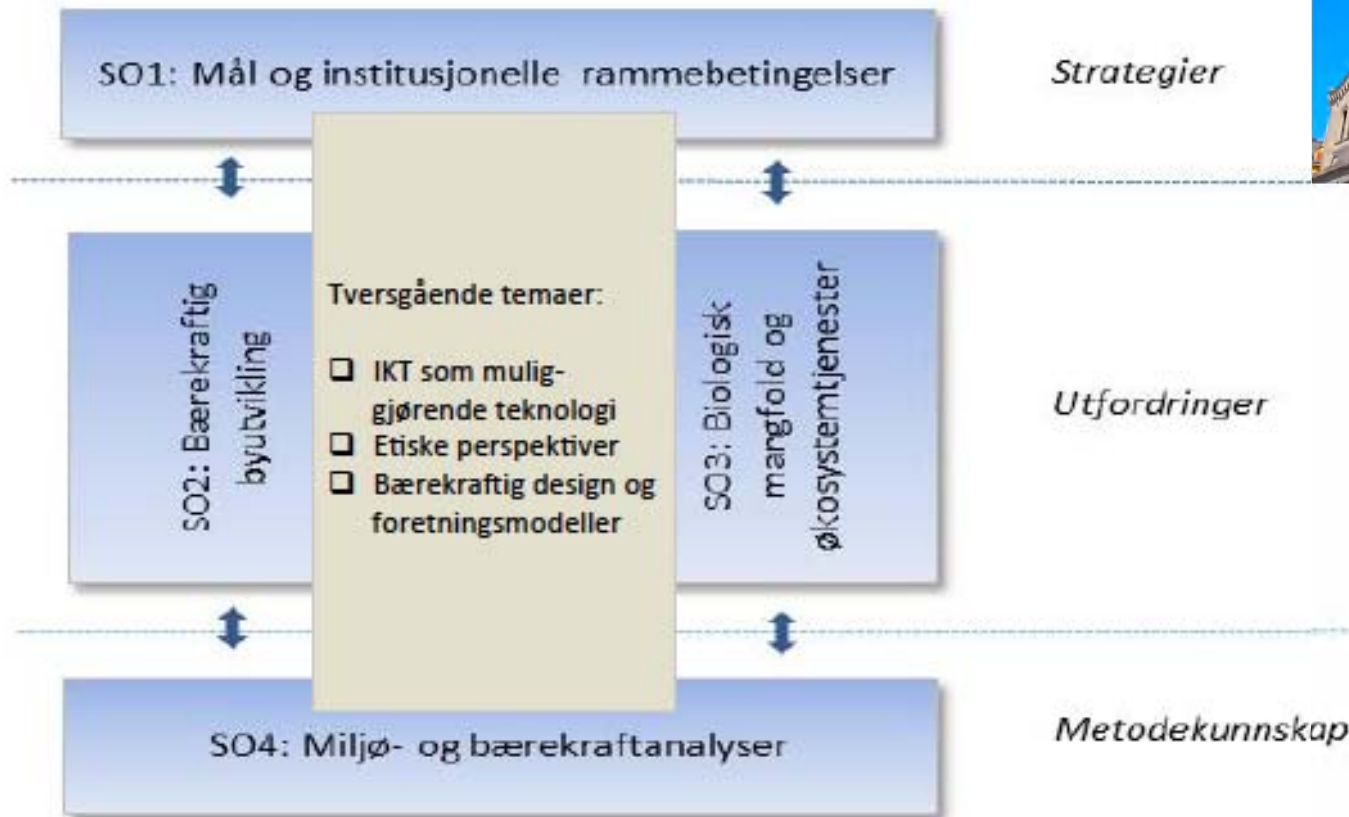 SO1: Mål og institusjonelle rammebetingelser
Strategier
SO2: Bærekraftig
byutvikling
Tversgående temaer:
❑ IKT som mulig-
gjørende teknologi
❑ Etiske perspektiver
❑ Bærekraftig design og
foretningsmodeller
SO3: Biologisk
mangfold og
økosystemtjenester
Utfordringer
SO4: Miljø- og bærekraftanalyser
Metodekunnskap